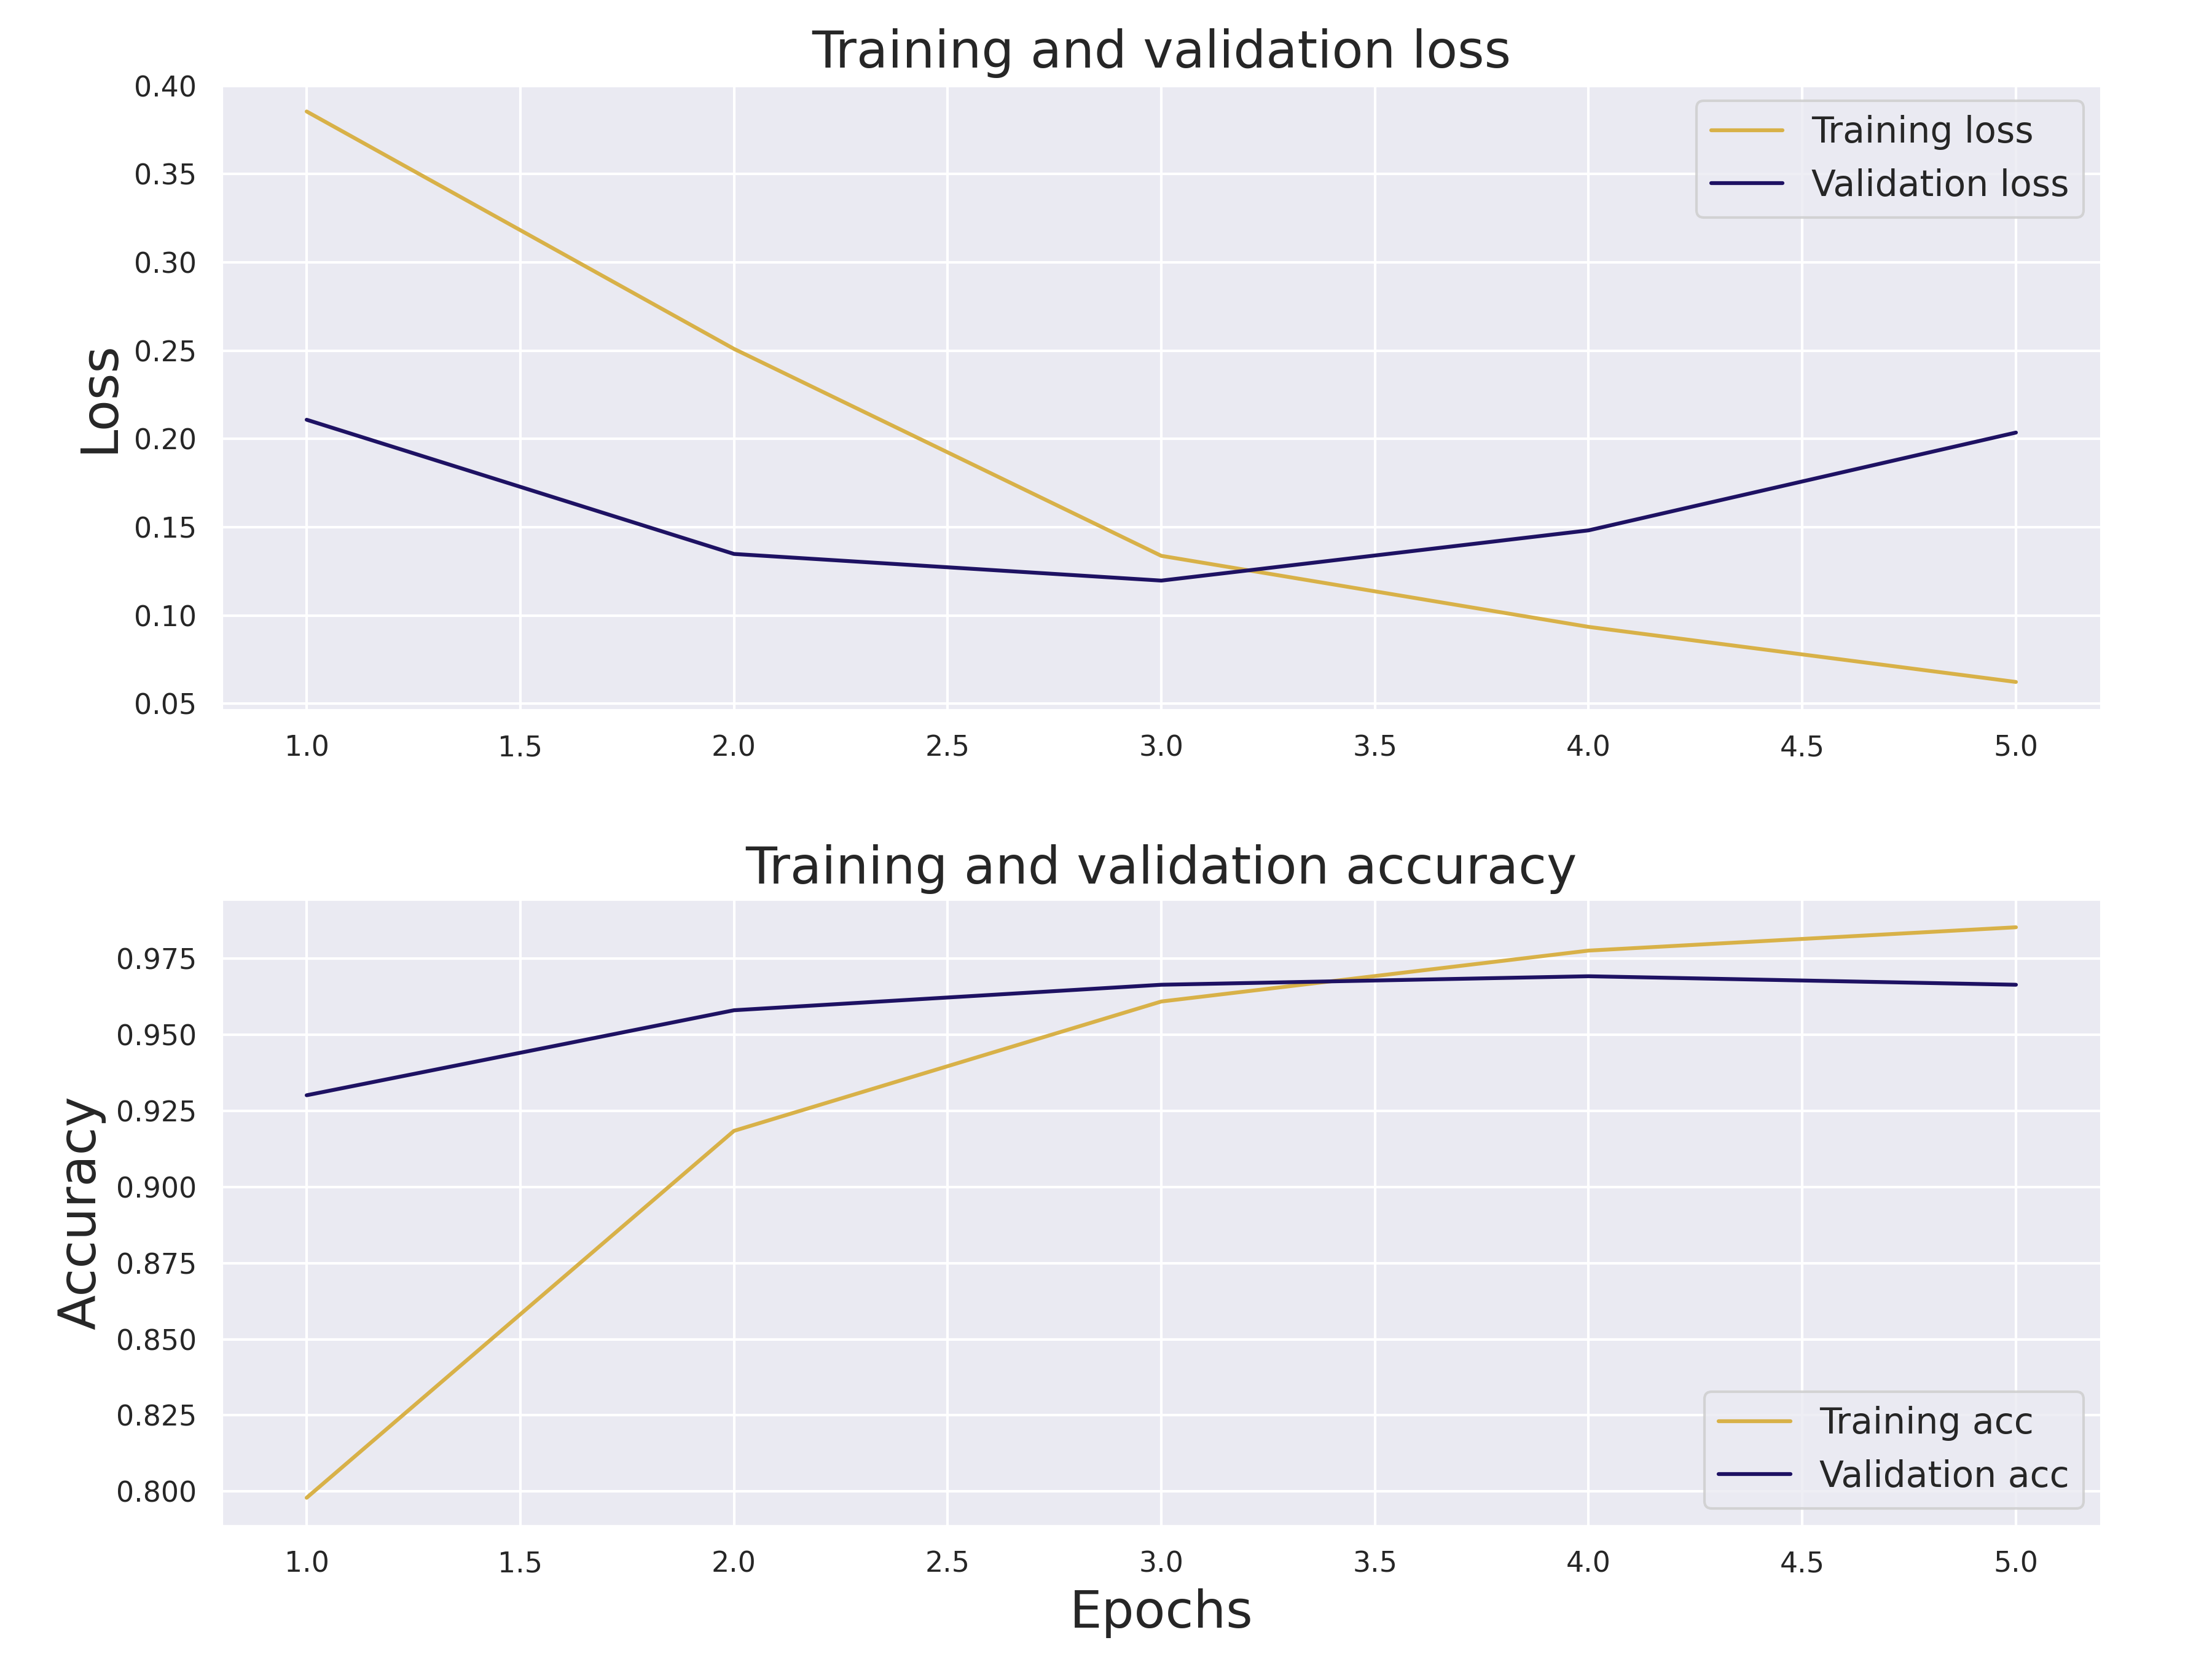 Training and validation loss
0.40
0.35
0.30
0.25
0.20
0.15
0.10
0.05
Loss
Training loss
Validation loss
1.0 1.5 2.0 2.5 3.0 3.5 4.0 4.5 5.0
Training and validation accuracy
0.975
0.950
0.925
0.900
0.875
0.850
0.825
0.800
Accuracy
Training acc
Validation acc
1.0 1.5 2.0 2.5 3.0 3.5 4.0 4.5 5.0
Epochs